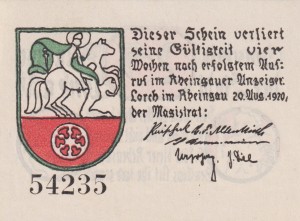 Dieser Schein verliert
seine Gültigkeit vier
Wochen nach erfolgtem Auf-
ruf im Rheingauer Anzeiger.
Lorch im Rheingau 20. Aug. 1920,
der Magistrat:
54235